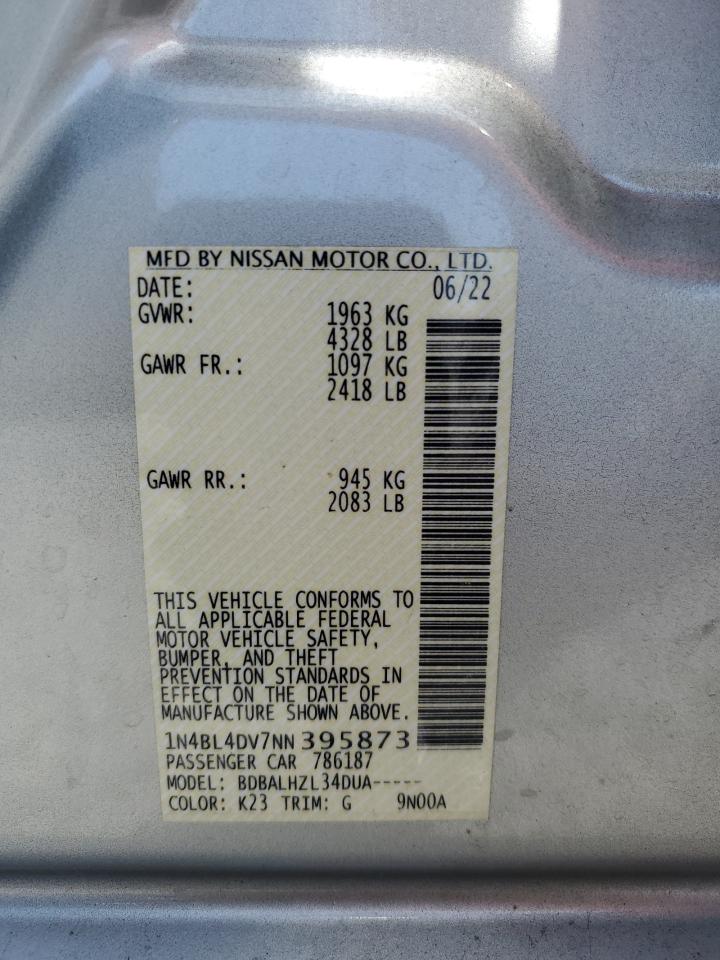 MFD BY NISSAN MOTOR CO., LTD.
DATE: 06/22
GVWR: 1963 KG
4328 LB
GAWR FR.: 1097 KG
2418 LB
GAWR RR.: 945 KG
2083 LB
THIS VEHICLE CONFORMS TO
ALL APPLICABLE FEDERAL
MOTOR VEHICLE SAFETY,
BUMPER, AND THEFT
PREVENTION STANDARDS IN
EFFECT ON THE DATE OF
MANUFACTURE SHOWN ABOVE.
1N4BL4DV7NN395873
PASSENGER CAR 786187
MODEL: BDBALHZL34DUA-----
COLOR: K23 TRIM: G 9N00A